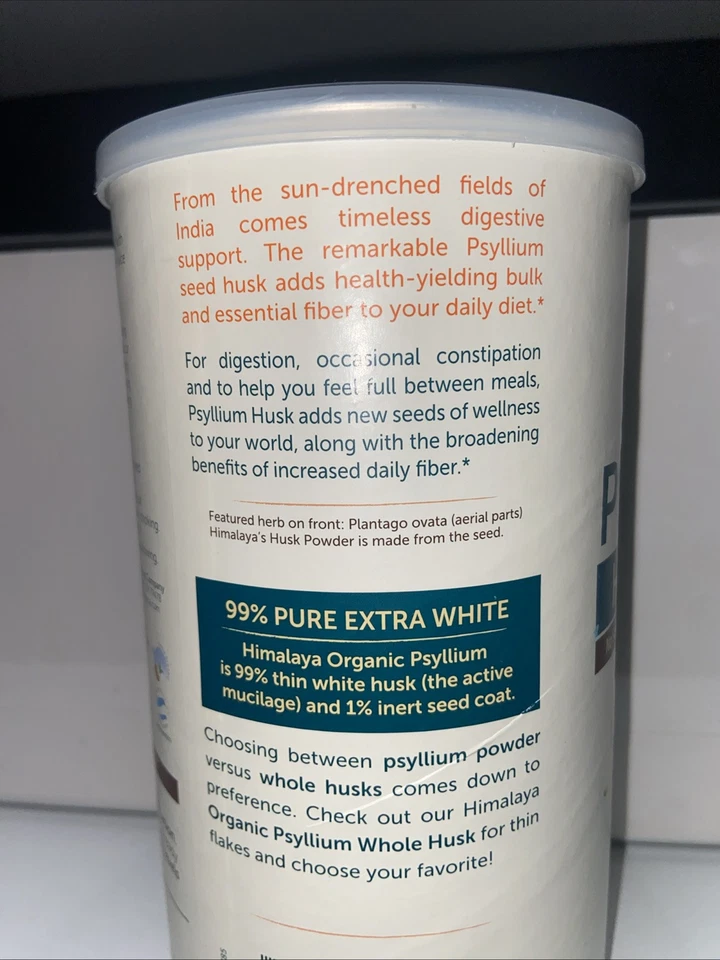 From the sun-drenched fields of
India comes timeless digestive
support. The remarkable Psyllium
seed husk adds health-yielding bulk
and essential fiber to your daily diet.*
For digestion, occasional constipation
and to help you feel full between meals,
Psyllium Husk adds new seeds of wellness
to your world, along with the broadening
benefits of increased daily fiber.*
Featured herb on front: Plantago ovata (aerial parts)
Himalaya's Husk Powder is made from the seed.
99% PURE EXTRA WHITE
Himalaya Organic Psyllium
is 99% thin white husk (the active
mucilage) and 1% inert seed coat.
Choosing between psyllium powder
versus whole husks comes down to
preference. Check out our Himalaya
Organic Psyllium Whole Husk for thin
flakes and choose your favorite!
P